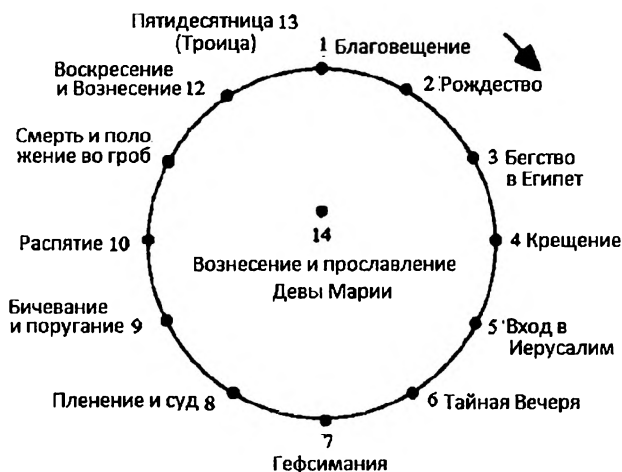 Пятидесятница 13
(Троица)
1 Благовещение
2 Рождество
3 Бегство
в Египет
4 Крещение
5 Вход в
Иерусалим
6 Тайная Вечеря
7
Гефсимания
Пленение и суд 8
Бичевание
и поругание 9
Распятие 10
Смерть и поло
жение во гроб
Воскресение
и Вознесение 12
14
Вознесение и прославление
Девы Марии